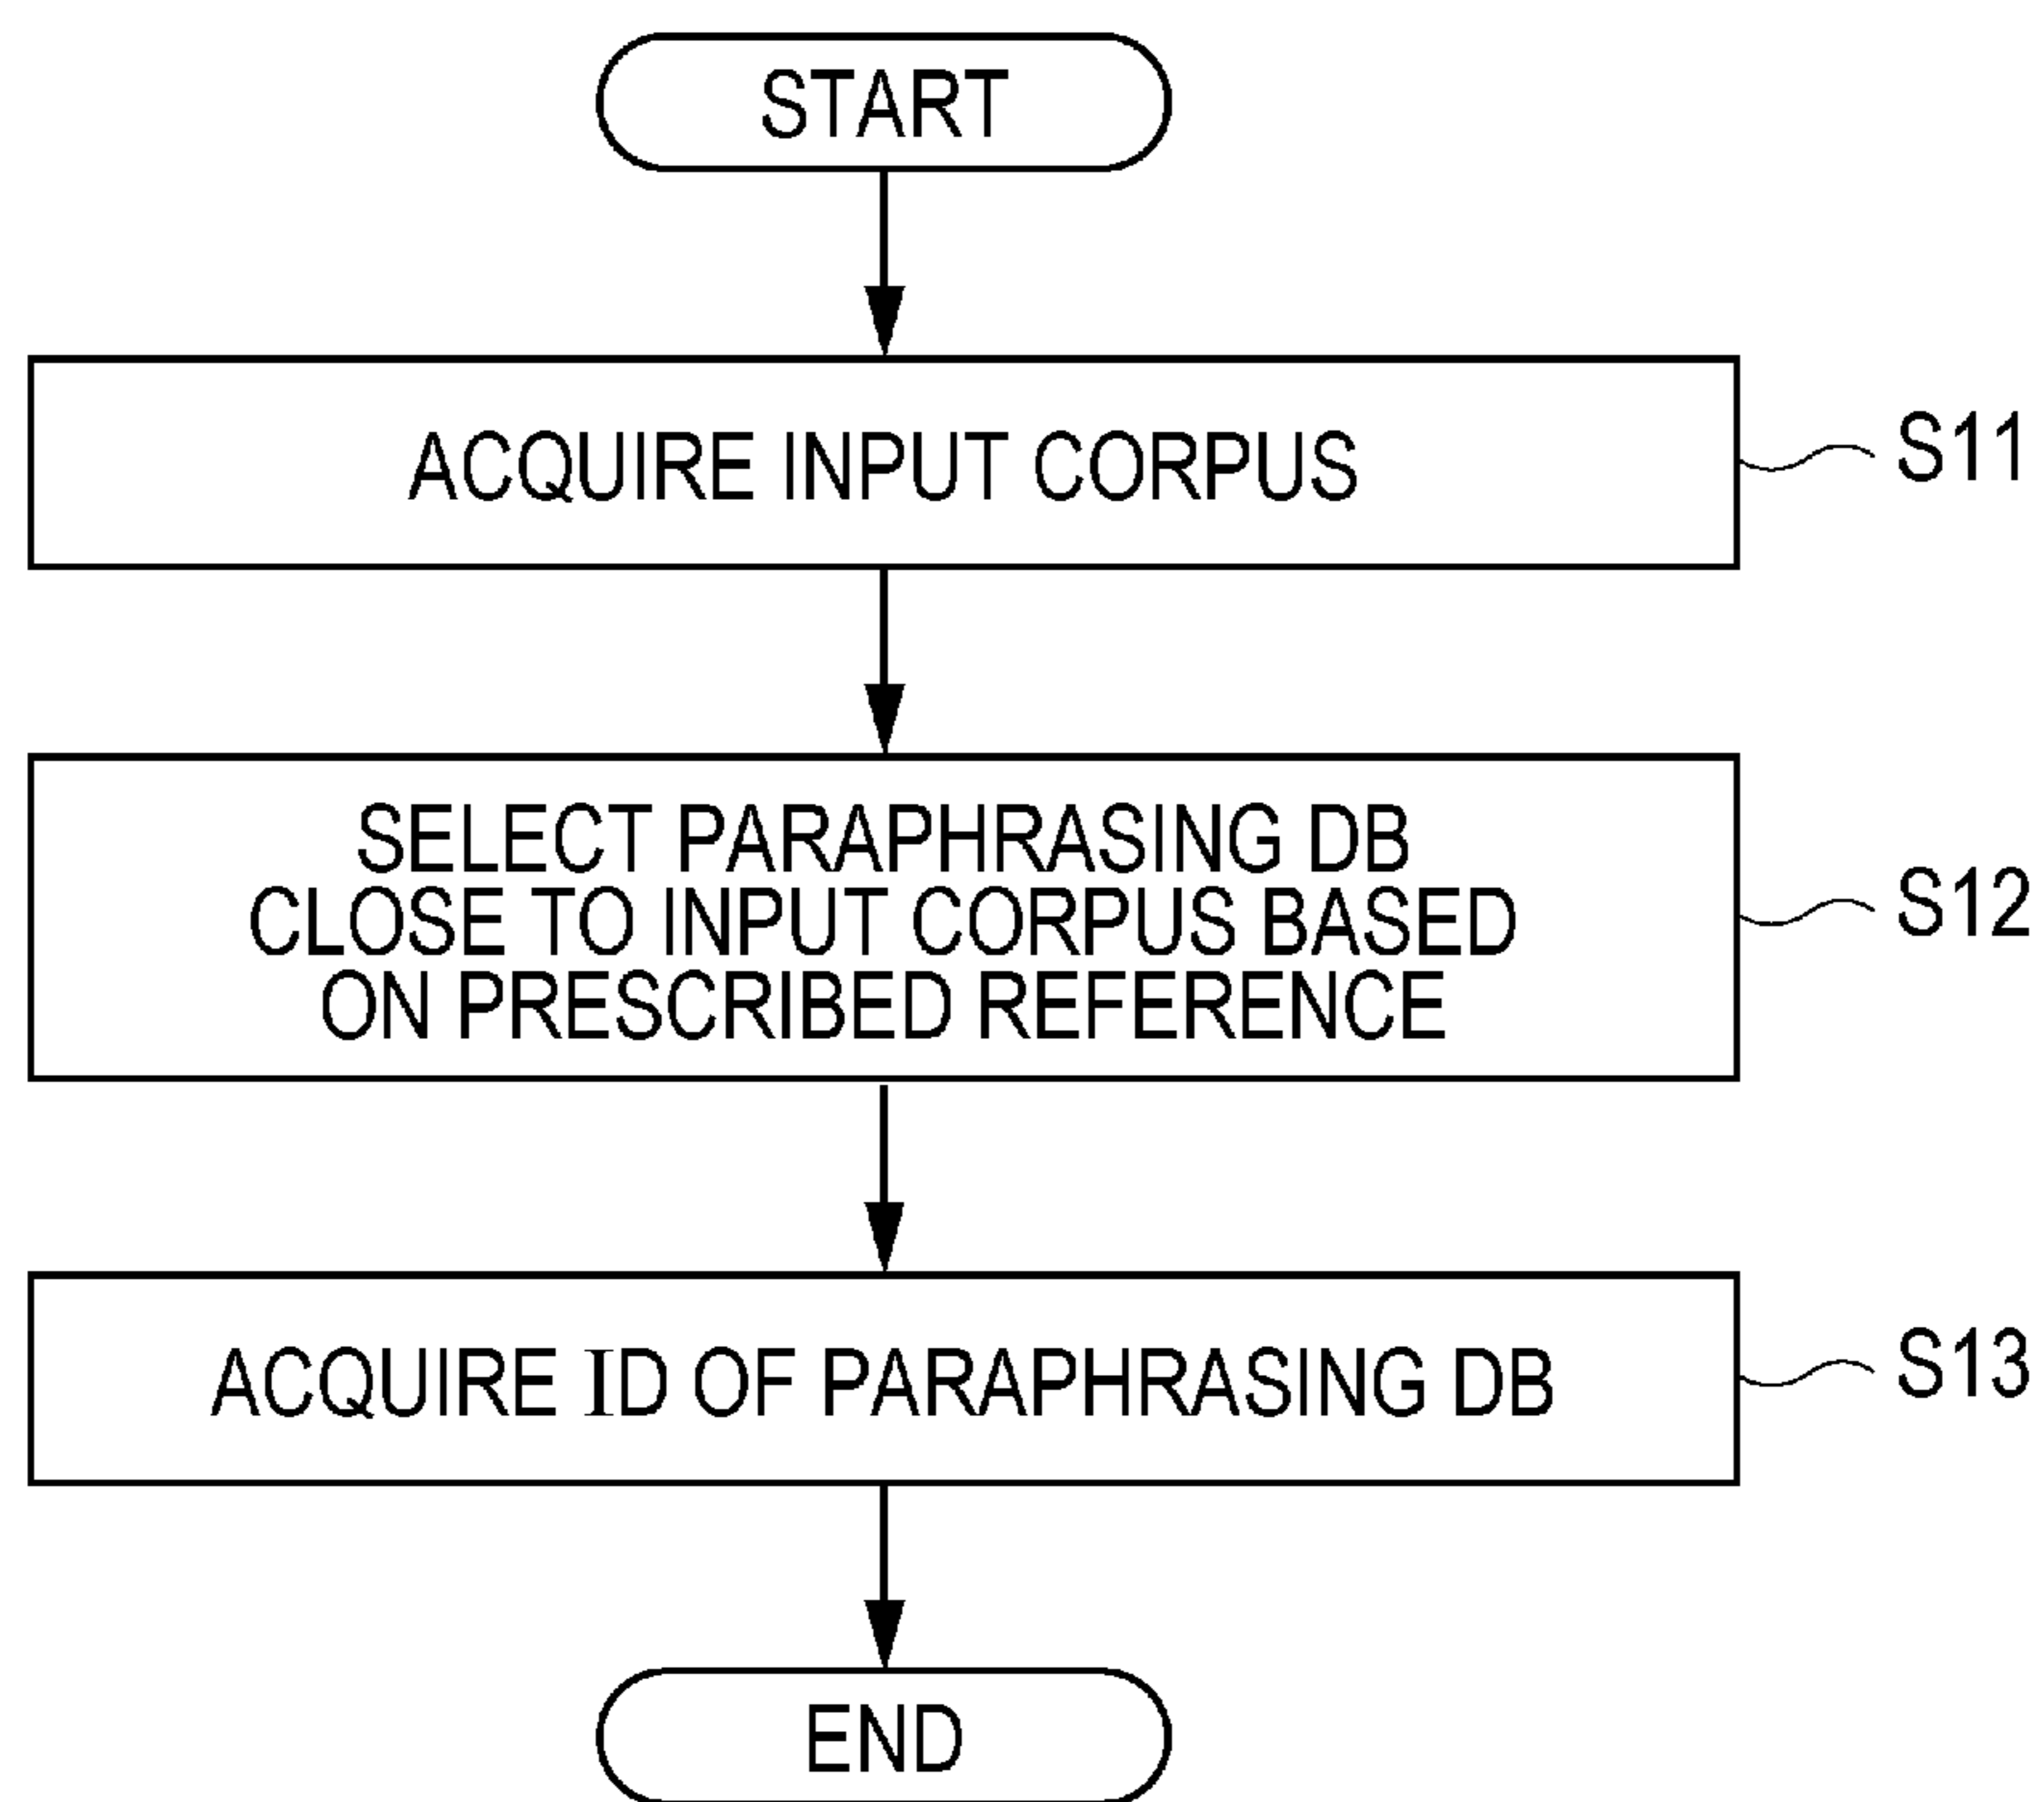 START
ACQUIRE INPUT CORPUS
S11
SELECT PARAPHRASING DB
CLOSE TO INPUT CORPUS BASED
ON PRESCRIBED REFERENCE
S12
ACQUIRE ID OF PARAPHRASING DB
S13
END